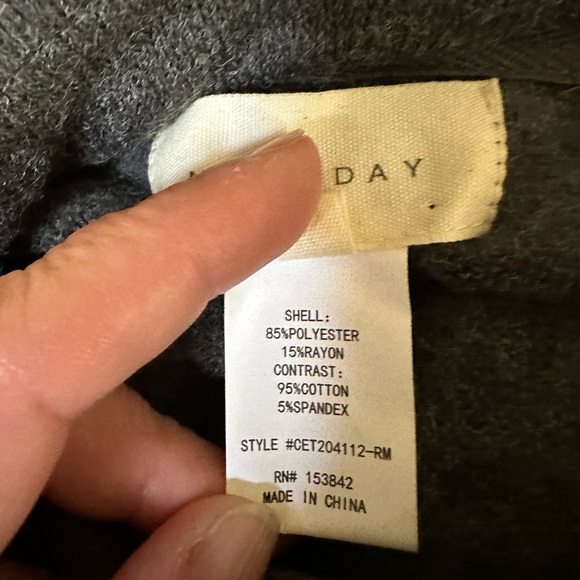 DAY
SHELL:
85%POLYESTER
15%RAYON
CONTRAST:
95%COTTON
5%SPANDEX
STYLE #CET204112-RM
RN# 153842
MADE IN CHINA